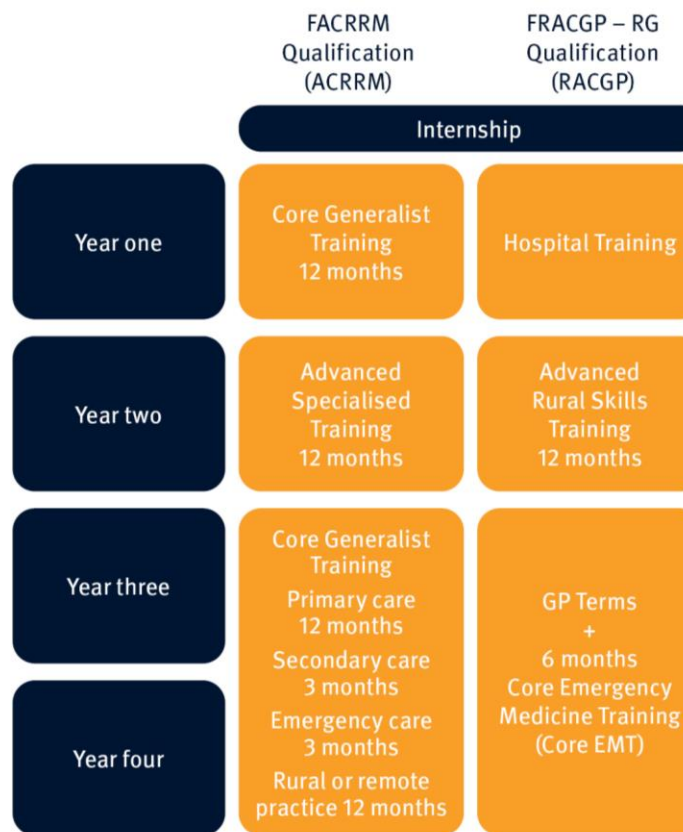 FACRRM
Qualification
(ACRRM)
FRACGP – RG
Qualification
(RACGP)
Internship
Year one
Core Generalist
Training
12 months
Hospital Training
Year two
Advanced
Specialised
Training
12 months
Advanced
Rural Skills
Training
12 months
Year three
Year four
Core Generalist
Training
Primary care
12 months
Secondary care
3 months
Emergency care
3 months
Rural or remote
practice 12 months
GP Terms
+
6 months
Core Emergency
Medicine Training
(Core EMT)